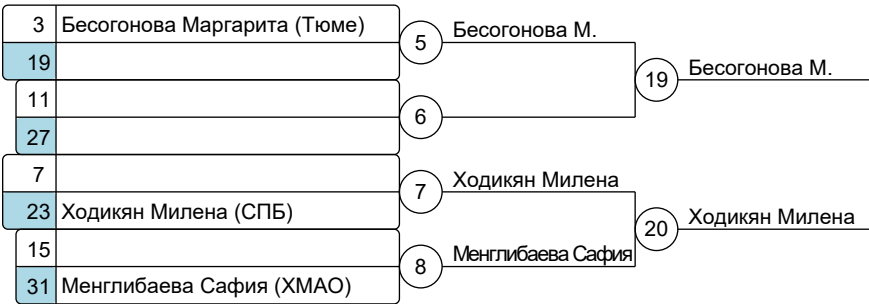 3 Бесогонова Маргарита (Тюме)
19
11
27
7
23 Ходикян Милена (СПБ)
15
31 Менглибаева Сафия (ХМАО)
5 Бесогонова М.
6
7 Ходикян Милена
8 Менглибаева Сафия
19 Бесогонова М.
20 Ходикян Милена